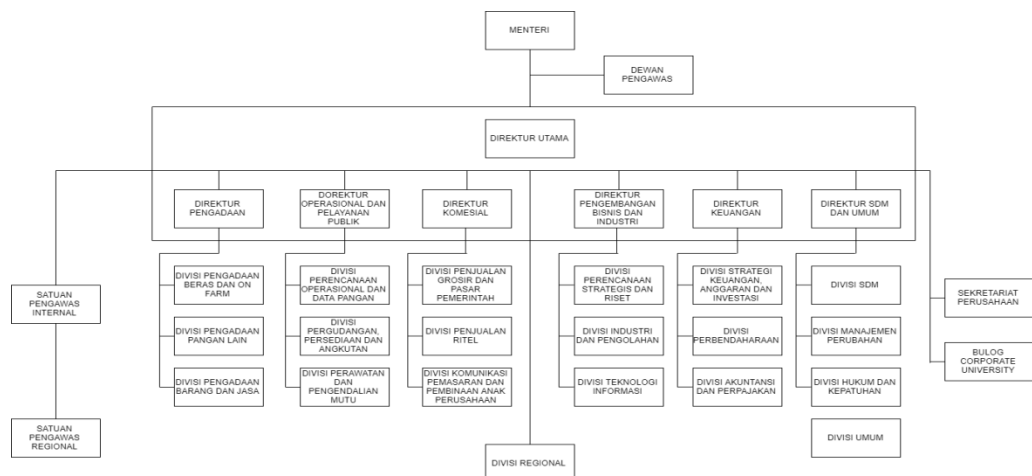 MENTERI
DEWAN
PENGAWAS
DIREKTUR UTAMA
DIREKTUR
PENGADAAN
DOREKTUR
OPERASIONAL DAN
PELAYANAN
PUBLIK
DIREKTUR
KOMESIAL
DIREKTUR
PENGEMBANGAN
BISNIS DAN
INDUSTRI
DIREKTUR
KEUANGAN
DIREKTUR SDM
DAN UMUM
SATUAN
PENGAWAS
INTERNAL
DIVISI PENGADAAN
BERAS DAN ON
FARM
DIVISI
PERENCANAAN
OPERASIONAL DAN
DATA PANGAN
DIVISI PENJUALAN
GROSIR DAN
PASAR
PEMERINTAH
DIVISI
PERENCANAAN
STRATEGIS DAN
RISET
DIVISI STRATEGI
KEUANGAN,
ANGGARAN DAN
INVESTASI
DIVISI SDM
SEKRETARIAT
PERUSAHAAN
DIVISI PENGADAAN
PANGAN LAIN
DIVISI
PERGUDANGAN,
PERSEDIAAN DAN
ANGKUTAN
DIVISI PENJUALAN
RITEL
DIVISI INDUSTRI
DAN PENGOLAHAN
DIVISI
PERBENDAHARAAN
DIVISI MANAJEMEN
PERUBAHAN
BULOG
CORPORATE
UNIVERSITY
DIVISI PENGADAAN
BARANG DAN JASA
DIVISI PERAWATAN
DAN
PENGENDALIAN
MUTU
DIVISI KOMUNIKASI
PEMASARAN DAN
PEMBINAAN ANAK
PERUSAHAAN
DIVISI TEKNOLOGI
INFORMASI
DIVISI AKUNTANSI
DAN PERPAJAKAN
DIVISI HUKUM DAN
KEPATUHAN
SATUAN
PENGAWAS
REGIONAL
DIVISI UMUM
DIVISI REGIONAL